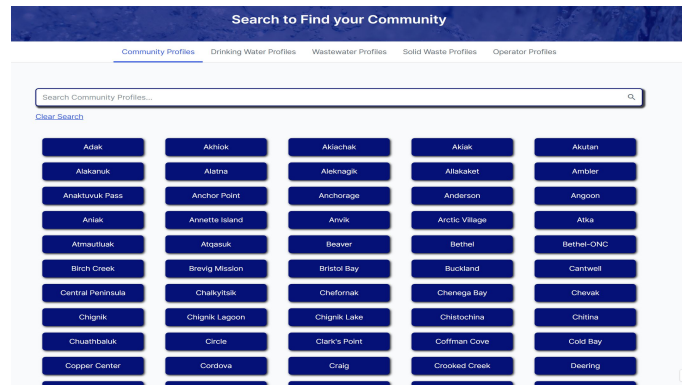 Search to Find your Community
Community Profiles Drinking Water Profiles Wastewater Profiles Solid Waste Profiles Operator Profiles
Search Community Profiles...
Clear Search
Adak Akhiok Akiachak Akiak Akutan
Alakanuk Alatna Aleknagik Allakaket Ambler
Anaktuvuk Pass Anchor Point Anchorage Anderson Angoon
Aniak Annette Island Anvik Arctic Village Atka
Atmautluak Atqasuk Beaver Bethel Bethel-ONC
Birch Creek Brevig Mission Bristol Bay Buckland Cantwell
Central Peninsula Chalkyitsik Chefornak Chenega Bay Chevak
Chignik Chignik Lagoon Chignik Lake Chistochina Chitina
Chuathbaluk Circle Clark's Point Coffman Cove Cold Bay
Copper Center Cordova Craig Crooked Creek Deering